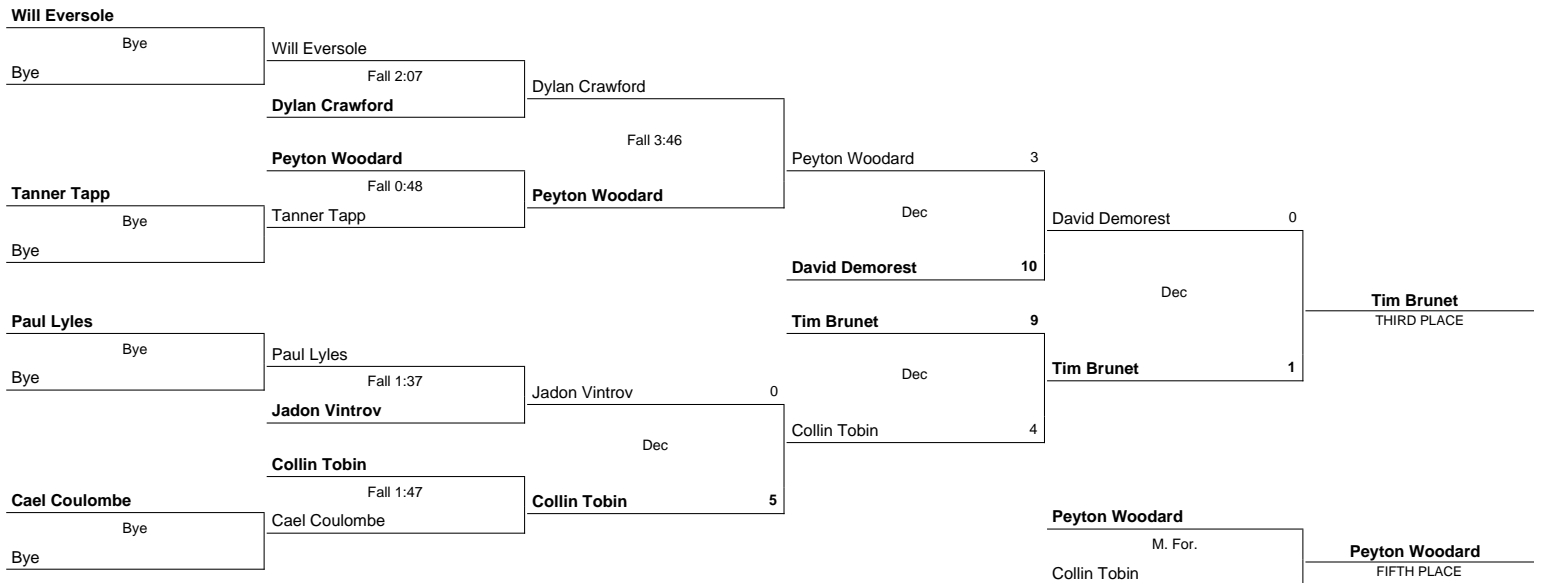 Will Eversole
Bye
Bye
Will Eversole
Fall 2:07
Dylan Crawford
Dylan Crawford
Fall 3:46
Peyton Woodard
Peyton Woodard
Fall 0:48
Tanner Tapp
Tanner Tapp
Bye
Bye
Peyton Woodard 3
Dec
David Demorest 10
David Demorest 0
Dec
Tim Brunet 1
Tim Brunet
THIRD PLACE
Paul Lyles
Bye
Bye
Paul Lyles
Fall 1:37
Jadon Vintrov
Jadon Vintrov 0
Dec
Collin Tobin 5
Tim Brunet 9
Dec
Collin Tobin 4
Collin Tobin
Fall 1:47
Cael Coulombe
Cael Coulombe
Bye
Bye
Peyton Woodard
M. For.
Collin Tobin
Peyton Woodard
FIFTH PLACE